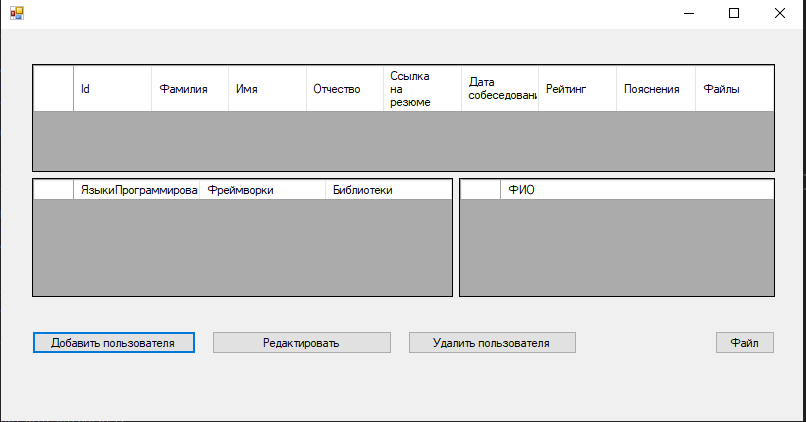 Id Фамилия Имя Отчество Ссылка на резюме Дата собеседовани Рейтинг Пояснения Файлы
ЯзыкиПрограммирова Фреймворки Библиотеки ФИО
Добавить пользователя Редактировать Удалить пользователя Файл